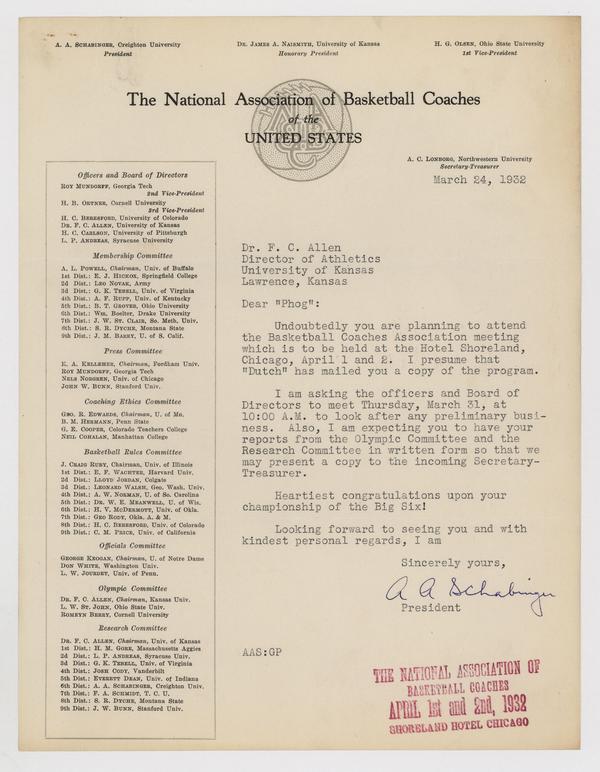 A. A. Schabinger, Creighton University
President
Dr. James A. Naismith, University of Kansas
Honorary President
H. G. Olsen, Ohio State University
1st Vice-President
The National Association of Basketball Coaches
of the
UNITED STATES
A. C. Lonborg, Northwestern University
Secretary-Treasurer
March 24, 1932
Officers and Board of Directors
Roy Mundorff, Georgia Tech
2nd Vice-President
H. B. Ortner, Cornell University
3rd Vice-President
H. C. Beresford, University of Colorado
Dr. F. C. Allen, University of Kansas
H. C. Carlson, University of Pittsburgh
L. P. Andreas, Syracuse University
Membership Committee
A. L. Powell, Chairman, Univ. of Buffalo
1st Dist.: E. J. Hickox, Springfield College
2d Dist.: Leo Novak, Army
3d Dist.: G. K. Tebell, Univ. of Virginia
4th Dist.: A. F. Rupp, Univ. of Kentucky
5th Dist.: B. T. Grover, Ohio University
6th Dist.: Wm. Boelter, Drake University
7th Dist.: J. W. St. Clair, So. Meth. Univ.
8th Dist.: S. R. Dyche, Montana State
9th Dist.: J. M. Barry, U. of S. Calif.
Press Committee
E. A. Kelleher, Chairman, Fordham Univ.
Roy Mundorff, Georgia Tech
Nels Norgren, Univ. of Chicago
John W. Bunn, Stanford Univ.
Coaching Ethics Committee
Geo. R. Edwards, Chairman, U. of Mo.
B. M. Hermann, Penn State
G. E. Cooper, Colorado Teachers College
Neil Cohalan, Manhattan College
Basketball Rules Committee
J. Craig Ruby, Chairman, Univ. of Illinois
1st Dist.: E. F. Wachter, Harvard Univ.
2d Dist.: Lloyd Jordan, Colgate
3d Dist.: Leonard Walsh, Geo. Wash. Univ.
4th Dist.: A. W. Norman, U. of So. Carolina
5th Dist.: Dr. W. E. Meanwell, U. of Wis.
6th Dist.: H. V. McDermott, Univ. of Okla.
7th Dist.: Geo Rody, Okla. A. & M.
8th Dist.: H. C. Beresford, Univ. of Colorado
9th Dist.: C. M. Price, Univ. of California
Officials Committee
George Keogan, Chairman, U. of Notre Dame
Don White, Washington Univ.
L. W. Jourdet, Univ. of Penn.
Olympic Committee
Dr. F. C. Allen, Chairman, Kansas Univ.
L. W. St. John, Ohio State Univ.
Romeyn Berry, Cornell University
Research Committee
Dr. F. C. Allen, Chairman, Univ. of Kansas
1st Dist.: H. M. Gore, Massachusetts Aggies
2d Dist.: L. P. Andreas, Syracuse Univ.
3d Dist.: G. K. Tebell, Univ. of Virginia
4th Dist.: Josh Cody, Vanderbilt
5th Dist.: Everett Dean, Univ. of Indiana
6th Dist.: A. A. Schabinger, Creighton Univ.
7th Dist.: F. A. Schmidt, T. C. U.
8th Dist.: S. R. Dyche, Montana State
9th Dist.: J. W. Bunn, Stanford Univ.
Dr. F. C. Allen
Director of Athletics
University of Kansas
Lawrence, Kansas
Dear "Phog":
Undoubtedly you are planning to attend
the Basketball Coaches Association meeting
which is to be held at the Hotel Shoreland,
Chicago, April 1 and 2. I presume that
"Dutch" has mailed you a copy of the program.
I am asking the officers and Board of
Directors to meet Thursday, March 31, at
10:00 A.M. to look after any preliminary busi-
ness. Also, I am expecting you to have your
reports from the Olympic Committee and the
Research Committee in written form so that we
may present a copy to the incoming Secretary-
Treasurer.
Heartiest congratulations upon your
championship of the Big Six!
Looking forward to seeing you and with
kindest personal regards, I am
Sincerely yours,
A A Schabinger
President
AAS:GP
THE NATIONAL ASSOCIATION OF
BASKETBALL COACHES
APRIL 1st and 2nd, 1932
SHORELAND HOTEL CHICAGO